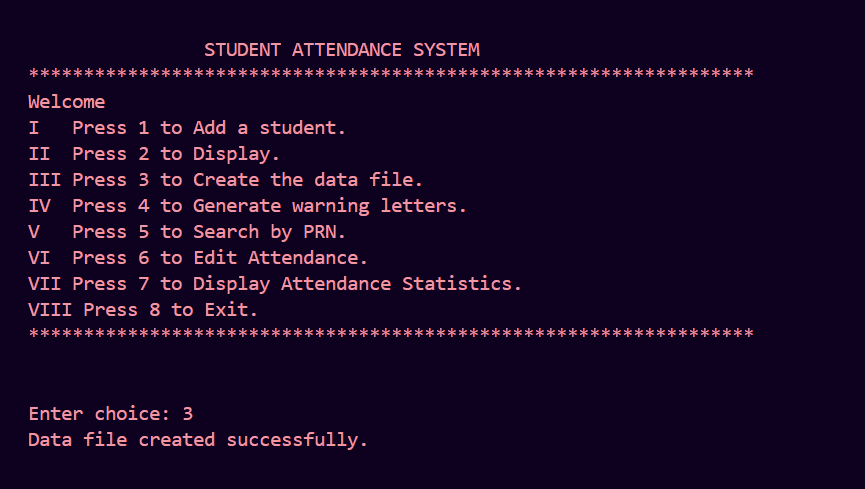 STUDENT ATTENDANCE SYSTEM
******************************************************************
Welcome
I   Press 1 to Add a student.
II  Press 2 to Display.
III Press 3 to Create the data file.
IV  Press 4 to Generate warning letters.
V   Press 5 to Search by PRN.
VI  Press 6 to Edit Attendance.
VII Press 7 to Display Attendance Statistics.
VIII Press 8 to Exit.
******************************************************************
Enter choice: 3
Data file created successfully.